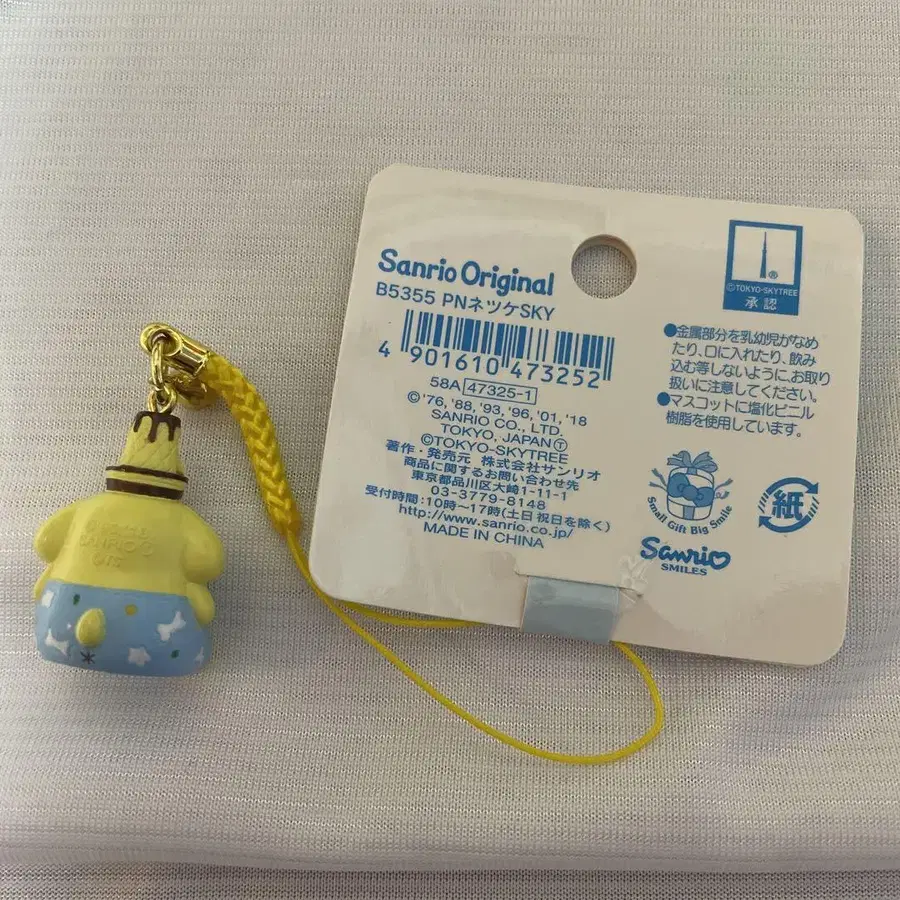 Sanrio Original
B5355 PNネツケSKY
4 901610 473252
58A 47325-1
©'76, '88, '93, '96, '01, '18
SANRIO CO., LTD.
TOKYO, JAPAN Ⓣ
©TOKYO-SKYTREE
著作・発売元 株式会社サンリオ
商品に関するお問い合わせ先
東京都品川区大崎1-11-1
03-3779-8148
受付時間：10時～17時(土日祝日を除く)
http://www.sanrio.co.jp/
MADE IN CHINA
®
©TOKYO-SKYTREE
承認
●金属部分を乳幼児がなめ
たり、口に入れたり、飲み
込む等しないように、お取り
扱いに注意してください。
●マスコットに塩化ビニル
樹脂を使用しています。
Small Gift Big Smile
紙
Sanrio
SMILES
SANRIO